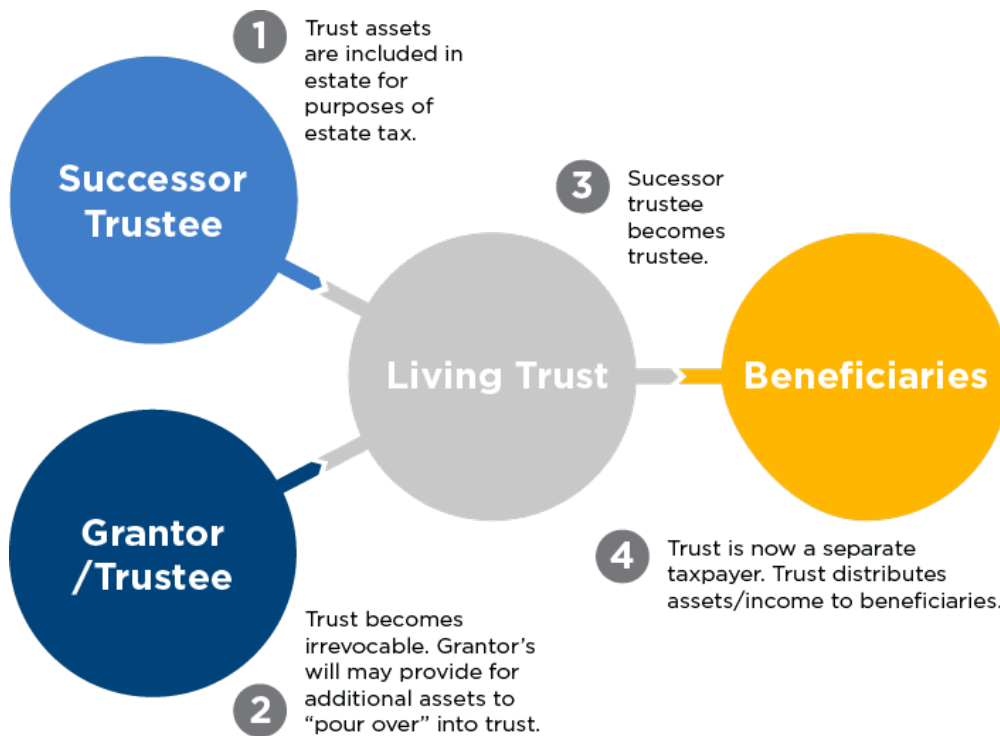 1
Trust assets
are included in
estate for
purposes of
estate tax.
Successor
Trustee
3
Sucessor
trustee
becomes
trustee.
Living Trust
Beneficiaries
Grantor
/Trustee
4
Trust is now a separate
taxpayer. Trust distributes
assets/income to beneficiaries.
2
Trust becomes
irrevocable. Grantor’s
will may provide for
additional assets to
“pour over” into trust.